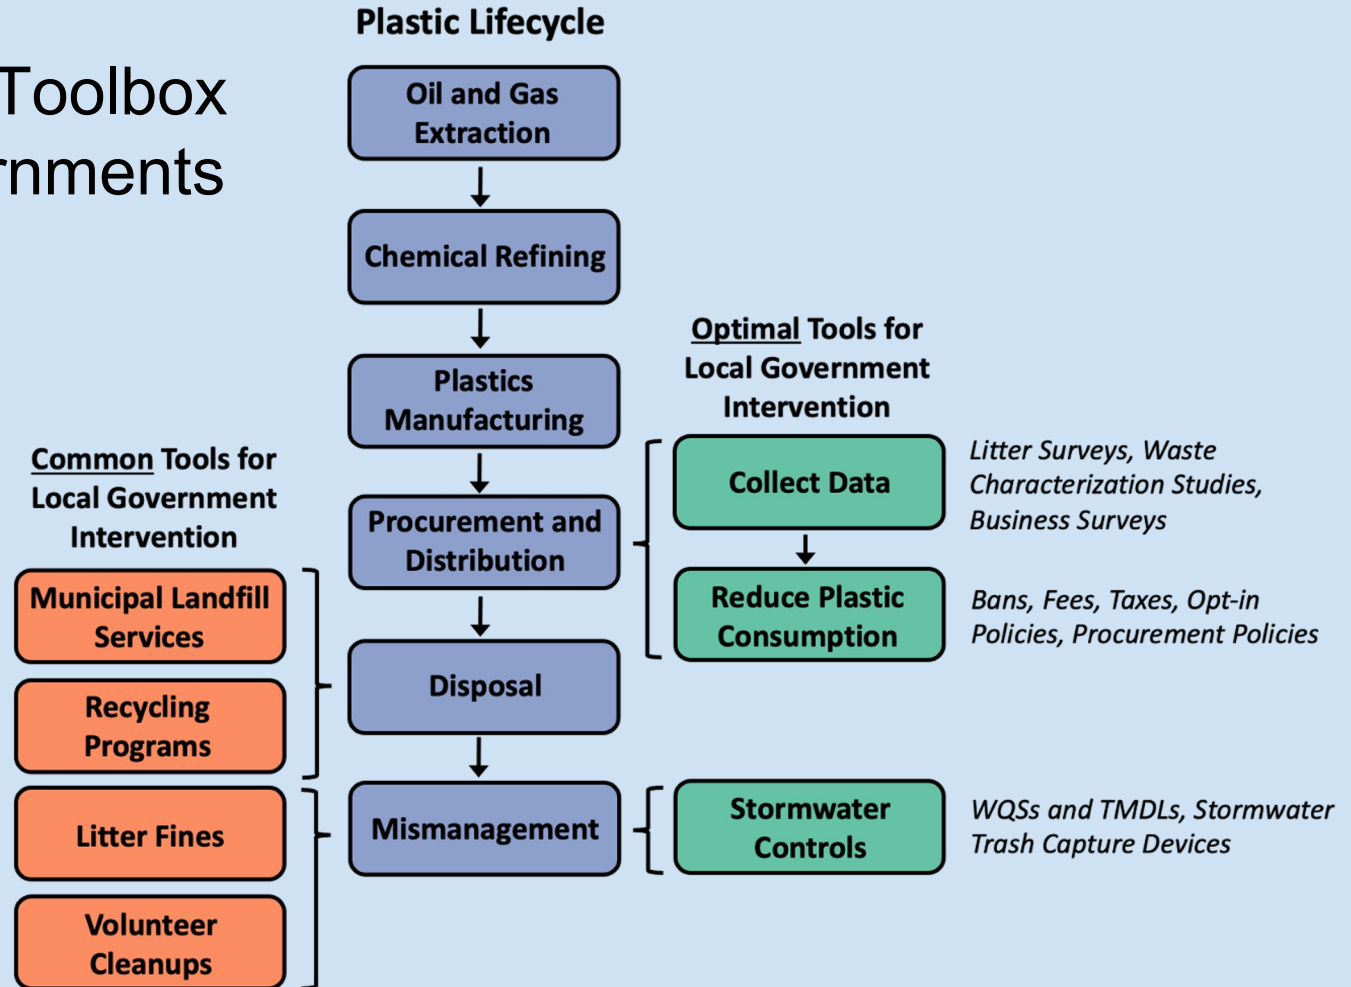 Toolbox
rnments
Plastic Lifecycle
Oil and Gas
Extraction
Chemical Refining
Plastics
Manufacturing
Procurement and
Distribution
Disposal
Mismanagement
Common Tools for
Local Government
Intervention
Municipal Landfill
Services
Recycling
Programs
Litter Fines
Volunteer
Cleanups
Optimal Tools for
Local Government
Intervention
Collect Data
Litter Surveys, Waste
Characterization Studies,
Business Surveys
Reduce Plastic
Consumption
Bans, Fees, Taxes, Opt-in
Policies, Procurement Policies
Stormwater
Controls
WQSs and TMDLs, Stormwater
Trash Capture Devices